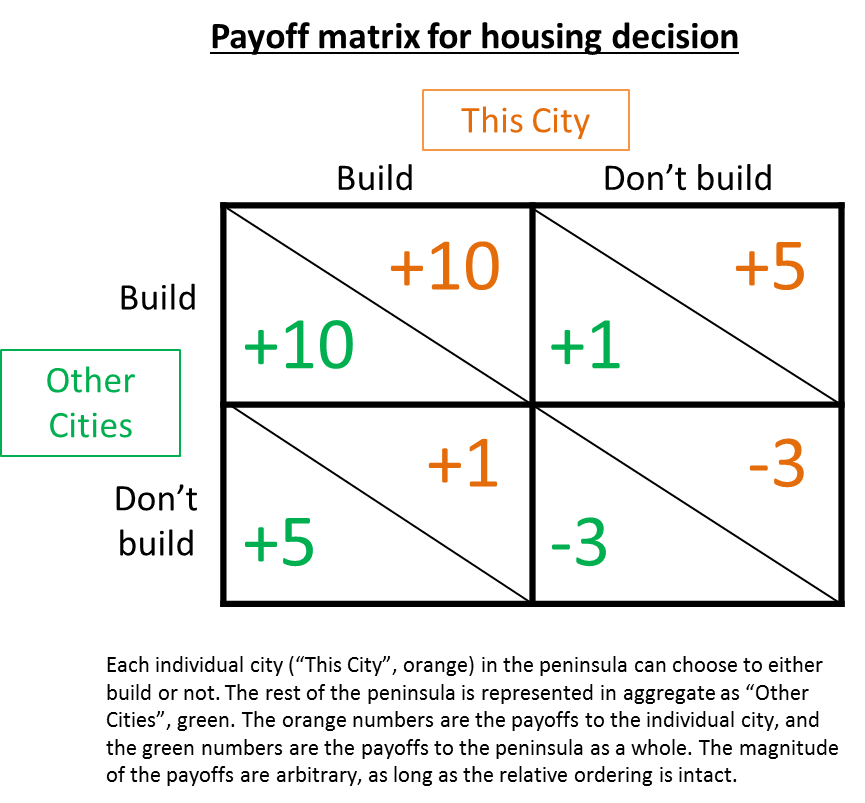 Payoff matrix for housing decision
This City
Build Don’t build
Build +10 +10 +1 +5
Other
Cities
Don’t
build +1 +5 -3 -3
Each individual city (“This City”, orange) in the peninsula can choose to either
build or not. The rest of the peninsula is represented in aggregate as “Other
Cities”, green. The orange numbers are the payoffs to the individual city, and
the green numbers are the payoffs to the peninsula as a whole. The magnitude
of the payoffs are arbitrary, as long as the relative ordering is intact.